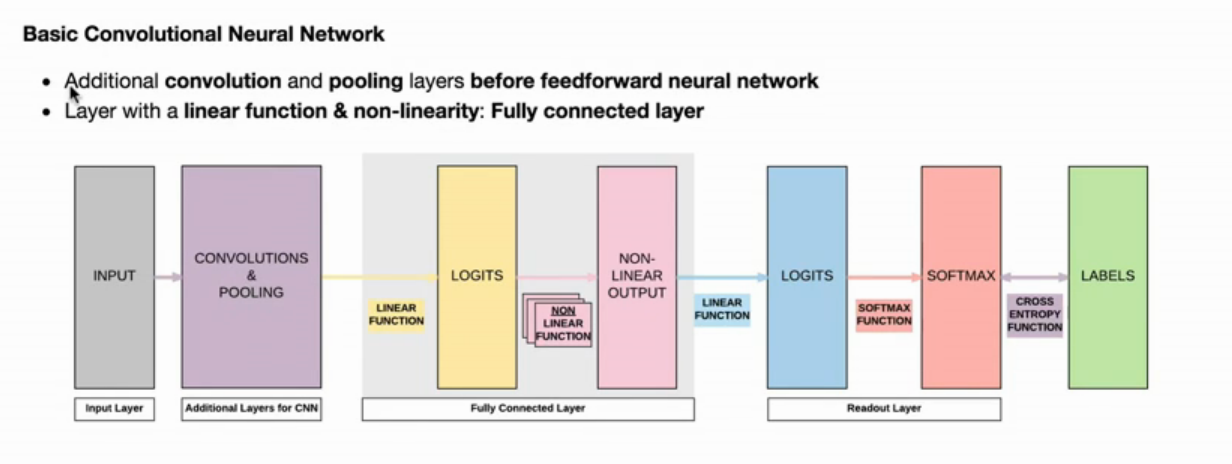 Basic Convolutional Neural Network
• Additional convolution and pooling layers before feedforward neural network
• Layer with a linear function & non-linearity: Fully connected layer
INPUT
CONVOLUTIONS
&
POOLING
LINEAR
FUNCTION
LOGITS
NON
LINEAR
FUNCTION
NON-
LINEAR
OUTPUT
LINEAR
FUNCTION
LOGITS
SOFTMAX
FUNCTION
SOFTMAX
CROSS
ENTROPY
FUNCTION
LABELS
Input Layer
Additional Layers for CNN
Fully Connected Layer
Readout Layer